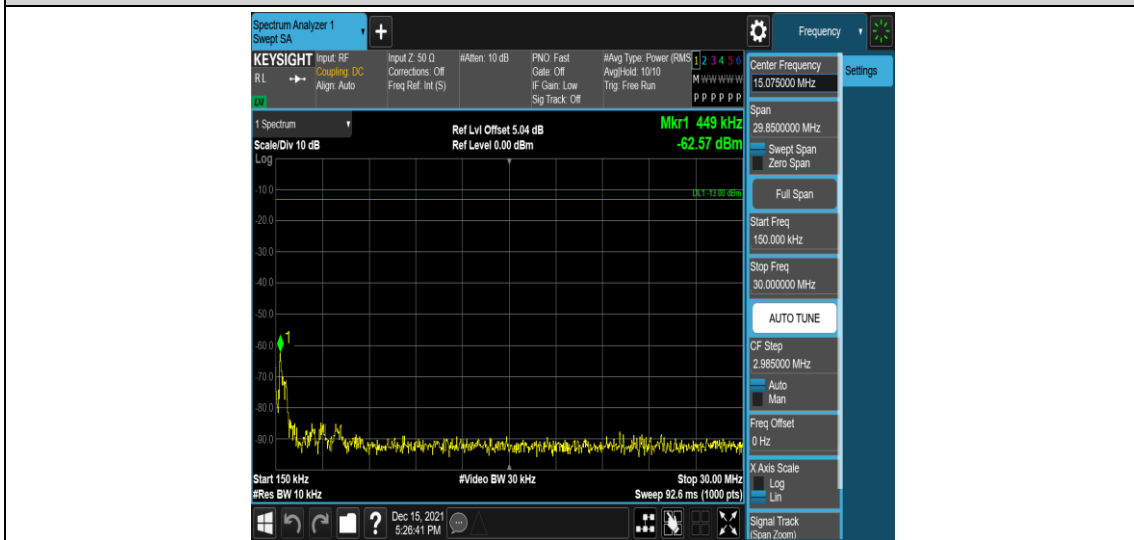 Spectrum Analyzer 1
Swept SA
+
Frequency
KEYSIGHT
RL
Input: RF
Coupling: DC
Align: Auto
Input Z: 50 Ω
Corrections: Off
Freq Ref: Int (S)
#Atten: 10 dB
PNO: Fast
Gate: Off
IF Gain: Low
Sig Track: Off
#Avg Type: Power (RMS
Avg|Hold: 10/10
Trig: Free Run
1 2 3 4 5 6
M W W W W W
P P P P P P
1 Spectrum
Scale/Div 10 dB
Ref Lvl Offset 5.04 dB
Ref Level 0.00 dBm
Mkr1 449 kHz
-62.57 dBm
Log
DL1 -13.00 dBm
-10.0
-20.0
-30.0
-40.0
-50.0
-60.0
-70.0
-80.0
-90.0
1
Start 150 kHz
#Res BW 10 kHz
#Video BW 30 kHz
Stop 30.00 MHz
Sweep 92.6 ms (1000 pts)
?
Dec 15, 2021
5:26:41 PM
Center Frequency
15.075000 MHz
Settings
Span
29.8500000 MHz
Swept Span
Zero Span
Full Span
Start Freq
150.000 kHz
Stop Freq
30.000000 MHz
AUTO TUNE
CF Step
2.985000 MHz
Auto
Man
Freq Offset
0 Hz
X Axis Scale
Log
Lin
Signal Track
(Span Zoom)